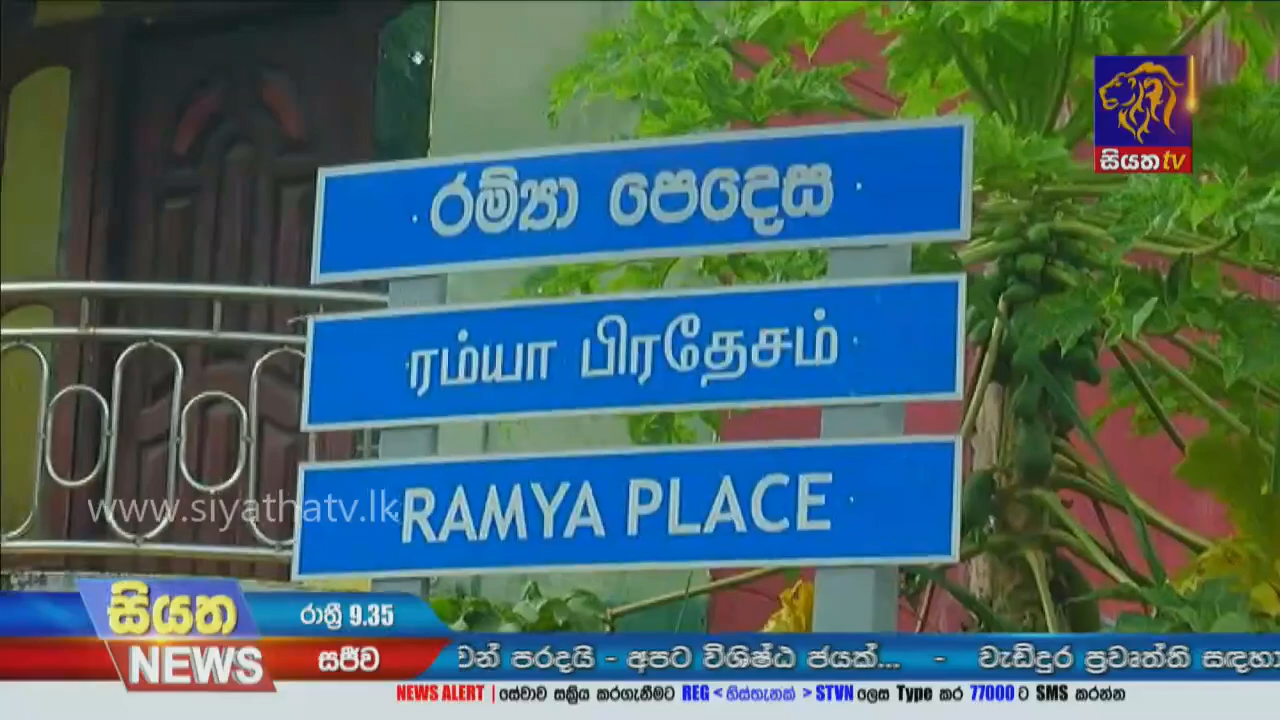 සියත tv
රම්‍යා පෙදෙස
ரம்யா பிரதேசம்
RAMYA PLACE
www.siyathatv.lk
සියත
NEWS
රාත්‍රී 9.35
සජීව
වන් පරදයි - අපට විශිෂ්ඨ ජයක්... - වැඩිදුර ප්‍රවෘත්ති සඳහා
NEWS ALERT | සේවාව සක්‍රිය කරගැනීමට REG < හිස්තැනක් > STVN ලෙස Type කර 77000 ට SMS කරන්න